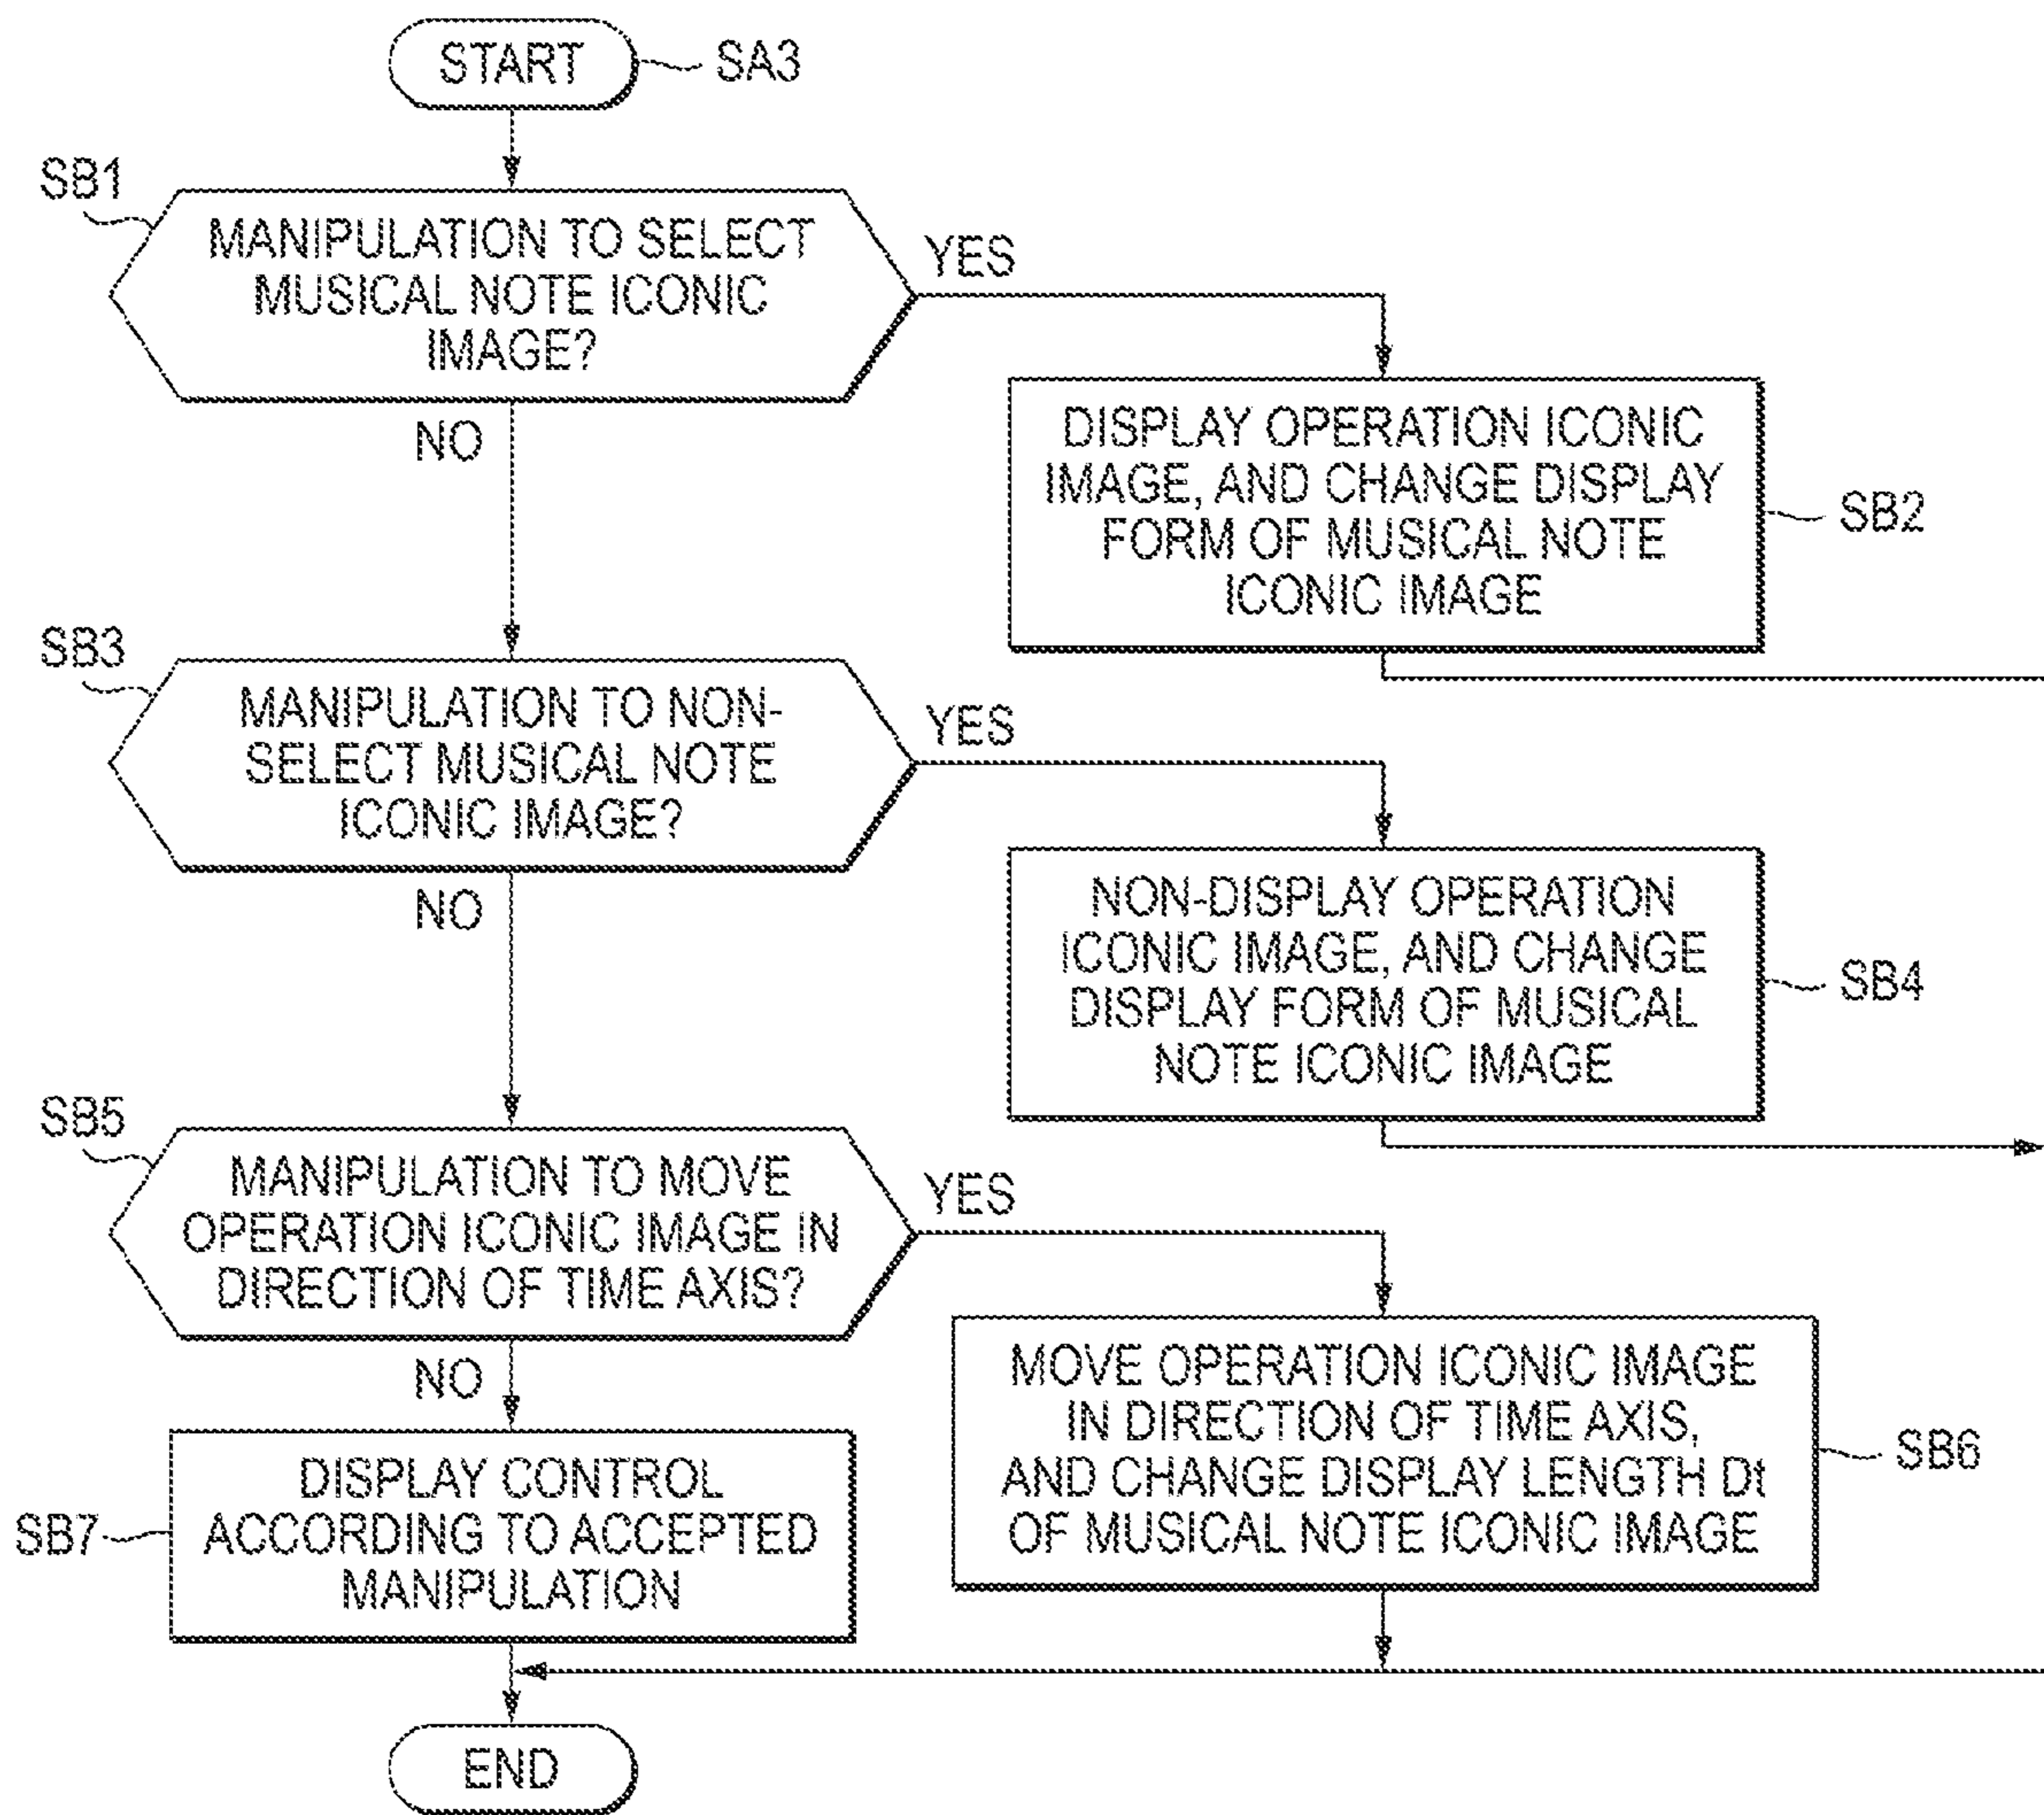 START
SA3
SB1
MANIPULATION TO SELECT
MUSICAL NOTE ICONIC
IMAGE?
YES
NO
DISPLAY OPERATION ICONIC
IMAGE, AND CHANGE DISPLAY
FORM OF MUSICAL NOTE
ICONIC IMAGE
SB2
SB3
MANIPULATION TO NON-
SELECT MUSICAL NOTE
ICONIC IMAGE?
YES
NO
NON-DISPLAY OPERATION
ICONIC IMAGE, AND CHANGE
DISPLAY FORM OF MUSICAL
NOTE ICONIC IMAGE
SB4
SB5
MANIPULATION TO MOVE
OPERATION ICONIC IMAGE IN
DIRECTION OF TIME AXIS?
YES
NO
MOVE OPERATION ICONIC IMAGE
IN DIRECTION OF TIME AXIS,
AND CHANGE DISPLAY LENGTH Dt
OF MUSICAL NOTE ICONIC IMAGE
SB6
SB7
DISPLAY CONTROL
ACCORDING TO ACCEPTED
MANIPULATION
END